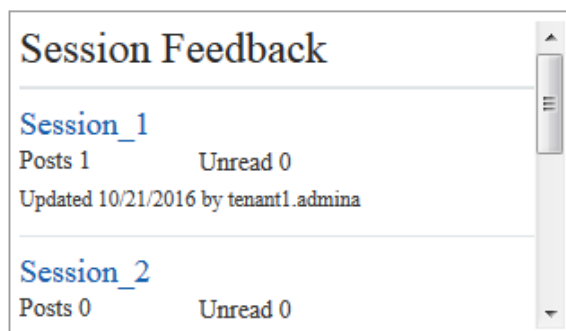 Session Feedback
Session_1
Posts 1 Unread 0
Updated 10/21/2016 by tenant1.admina
Session_2
Posts 0 Unread 0